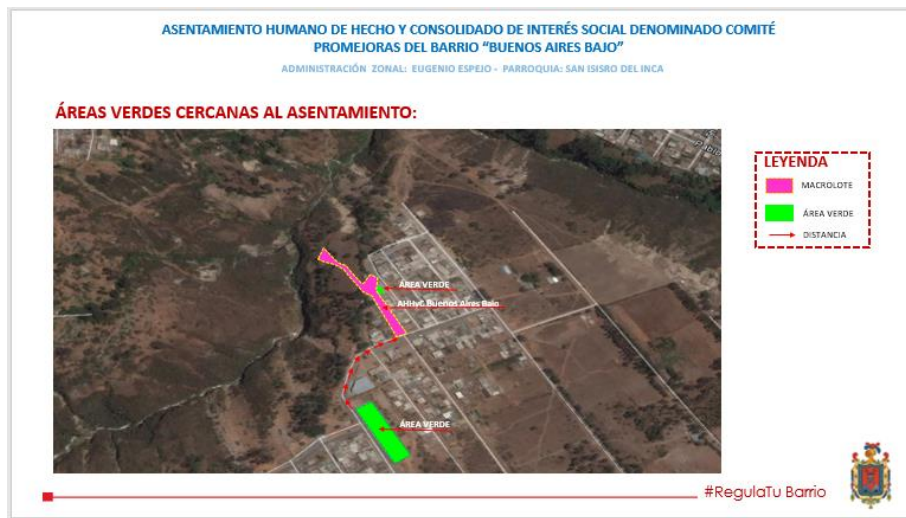 ASENTAMIENTO HUMANO DE HECHO Y CONSOLIDADO DE INTERÉS SOCIAL DENOMINADO COMITÉ
PROMEJORAS DEL BARRIO “BUENOS AIRES BAJO”
ADMINISTRACIÓN ZONAL: EUGENIO ESPEJO - PARROQUIA: SAN ISISRO DEL INCA
ÁREAS VERDES CERCANAS AL ASENTAMIENTO:
LEYENDA
MACROLOTE
ÁREA VERDE
DISTANCIA
ÁREA VERDE
AHHyC Buenos Aires Bajo
ÁREA VERDE
#RegulaTu Barrio